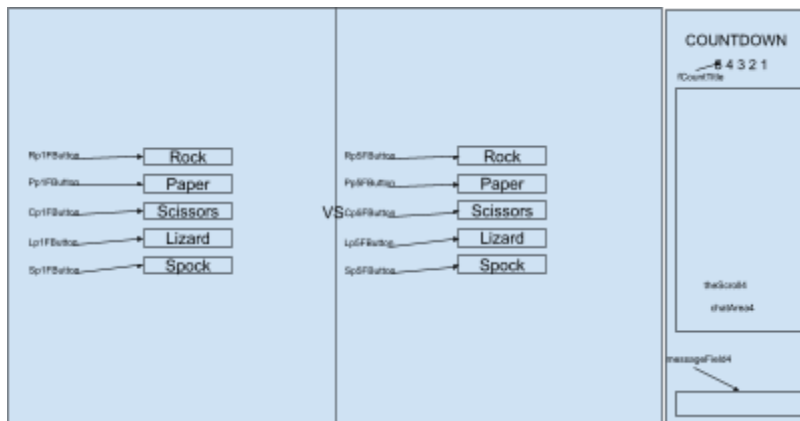 COUNTDOWN
5 4 3 2 1
fCountTitle
Rp1FButton Rock
Pp1FButton Paper
Cp1FButton Scissors
Lp1FButton Lizard
Sp1FButton Spock
VS
Rp5FButton Rock
Pp5FButton Paper
Cp5FButton Scissors
Lp5FButton Lizard
Sp5FButton Spock
theScroll4
chatArea4
messageField4